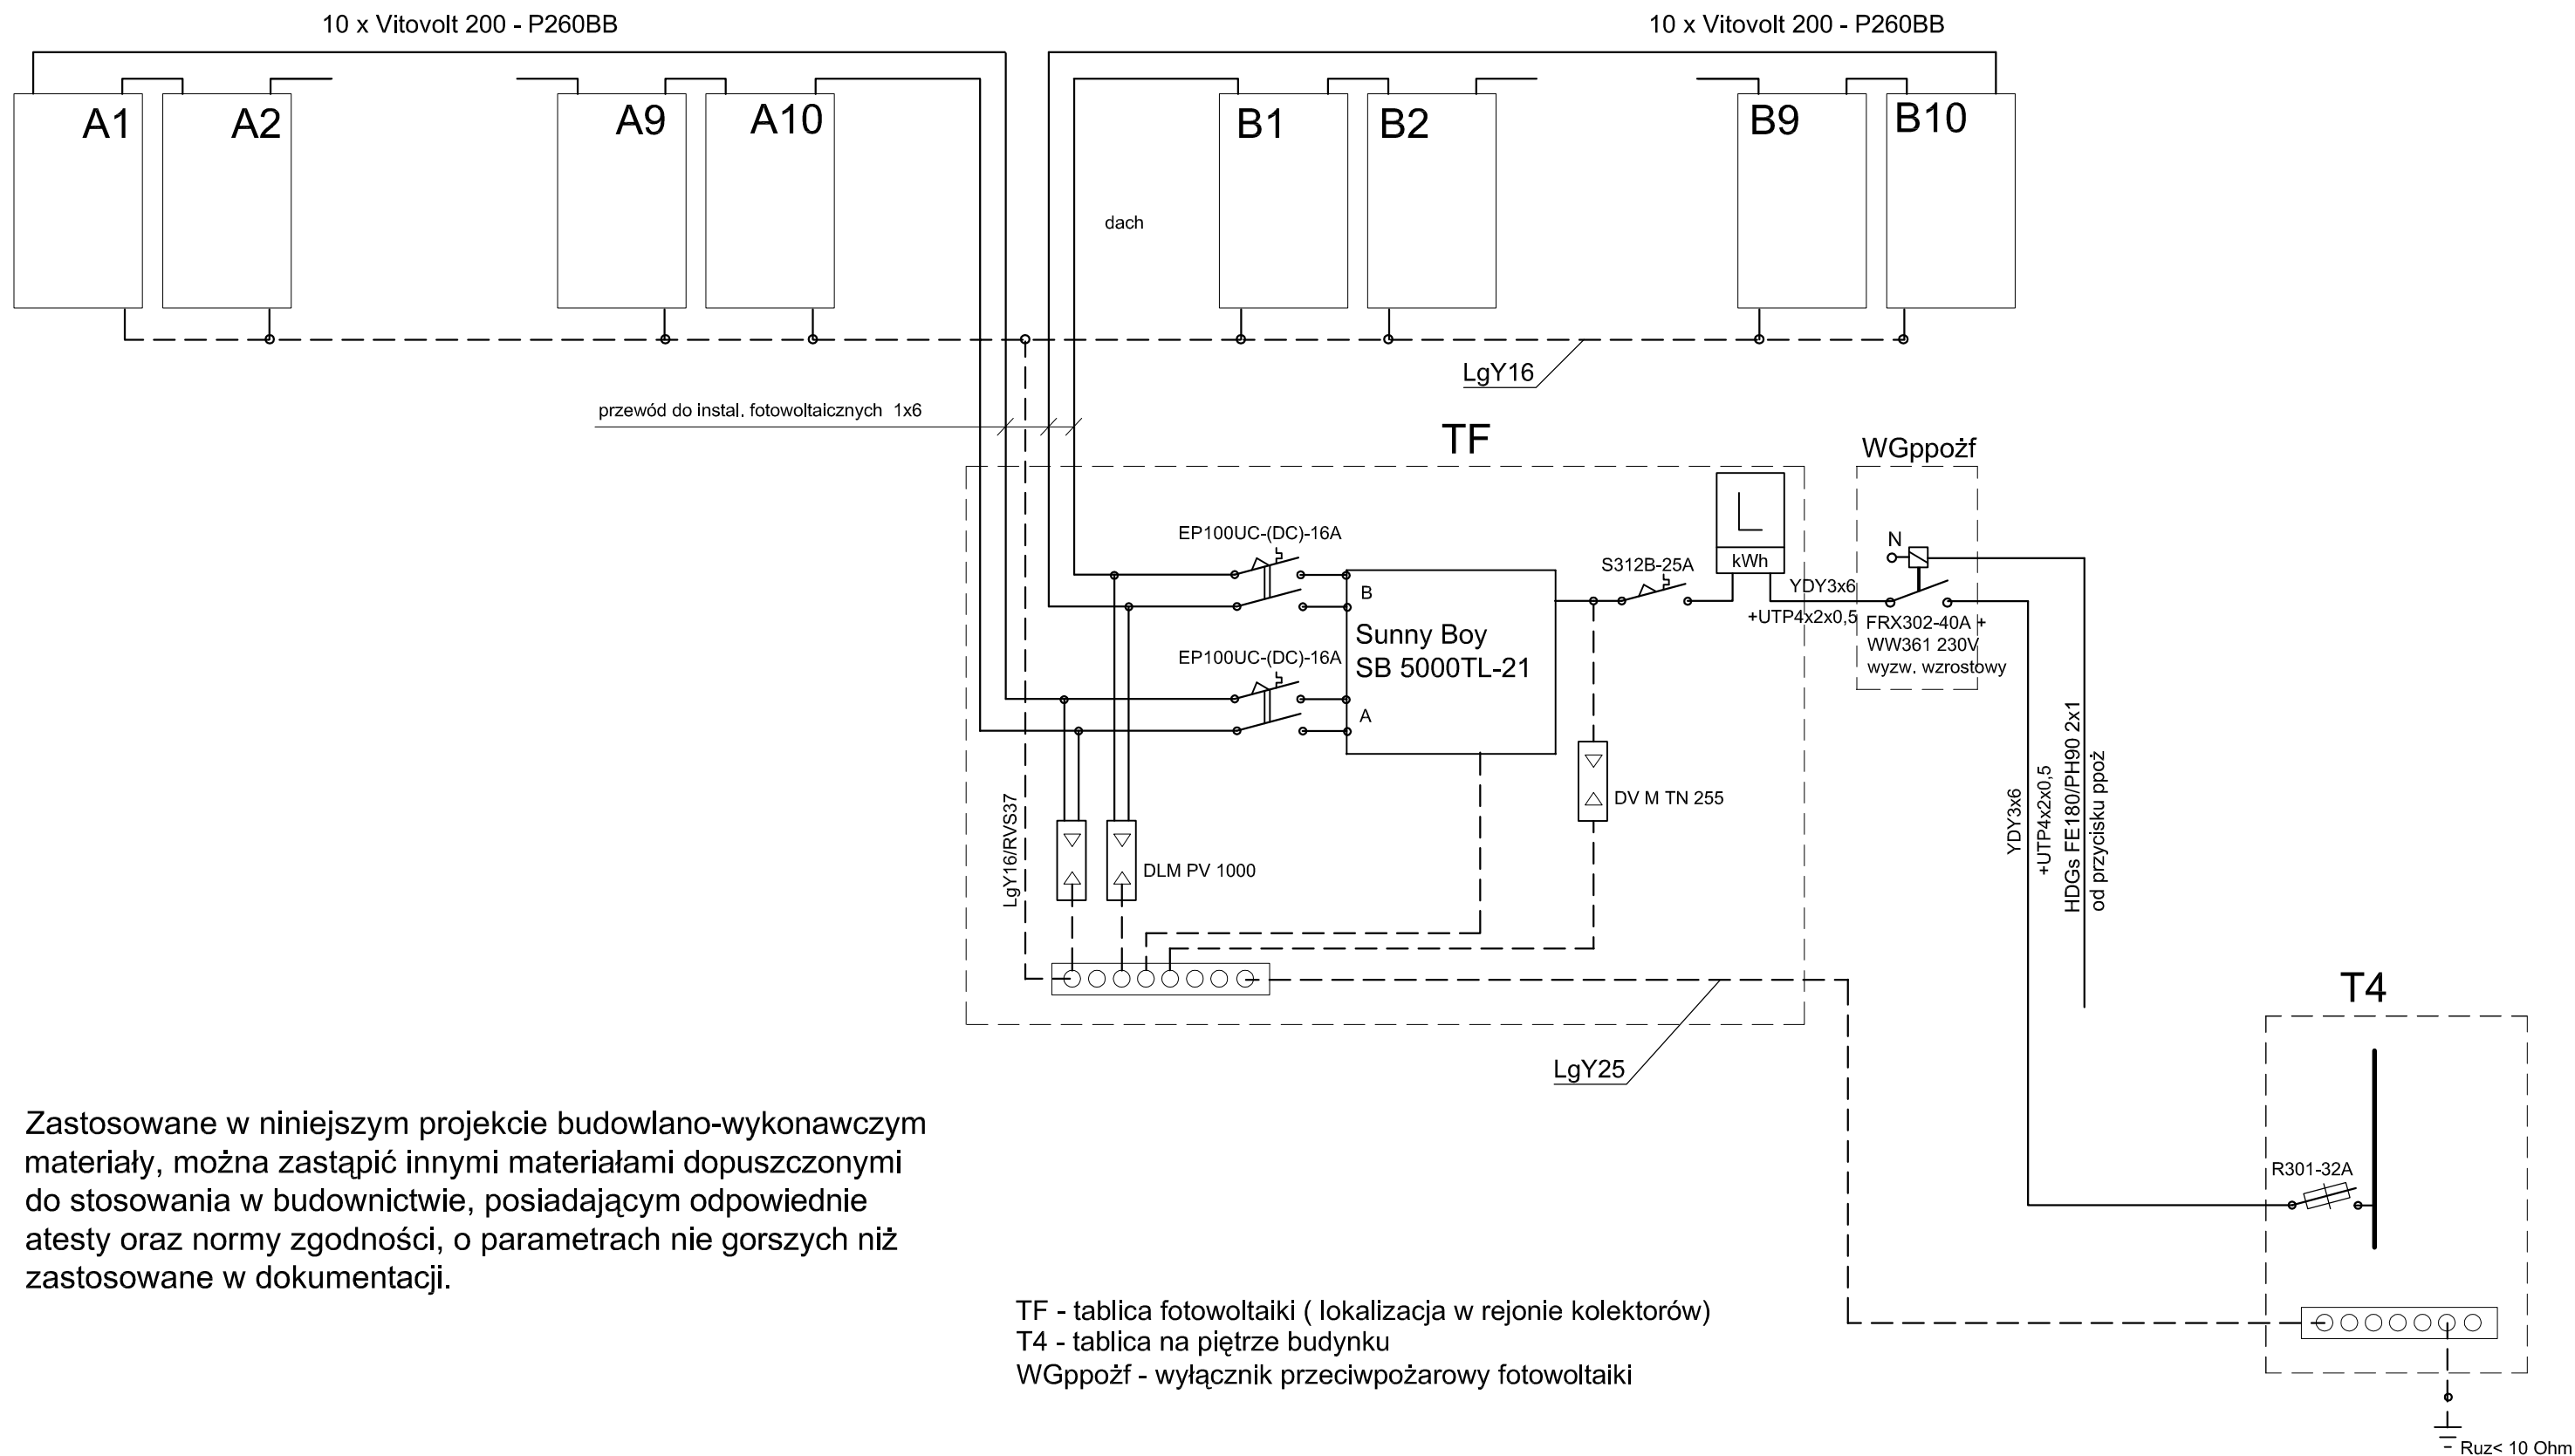 10 x Vitovolt 200 - P260BB
10 x Vitovolt 200 - P260BB
A1
A2
A9
A10
B1
B2
B9
B10
dach
LgY16
przewód do instal. fotowoltaicznych 1x6
TF
WGppożf
EP100UC-(DC)-16A
S312B-25A
kWh
N
YDY3x6
+UTP4x2x0,5
FRX302-40A +
WW361 230V
wyzw. wzrostowy
B
Sunny Boy
SB 5000TL-21
EP100UC-(DC)-16A
A
DV M TN 255
DLM PV 1000
LgY16/RVS37
YDY3x6
+UTP4x2x0,5
HDGs FE180/PH90 2x1
od przycisku ppoż
LgY25
T4
R301-32A
Zastosowane w niniejszym projekcie budowlano-wykonawczym
materiały, można zastąpić innymi materiałami dopuszczonymi
do stosowania w budownictwie, posiadającym odpowiednie
atesty oraz normy zgodności, o parametrach nie gorszych niż
zastosowane w dokumentacji.
TF - tablica fotowoltaiki ( lokalizacja w rejonie kolektorów)
T4 - tablica na piętrze budynku
WGppożf - wyłącznik przeciwpożarowy fotowoltaiki
Ruz< 10 Ohm